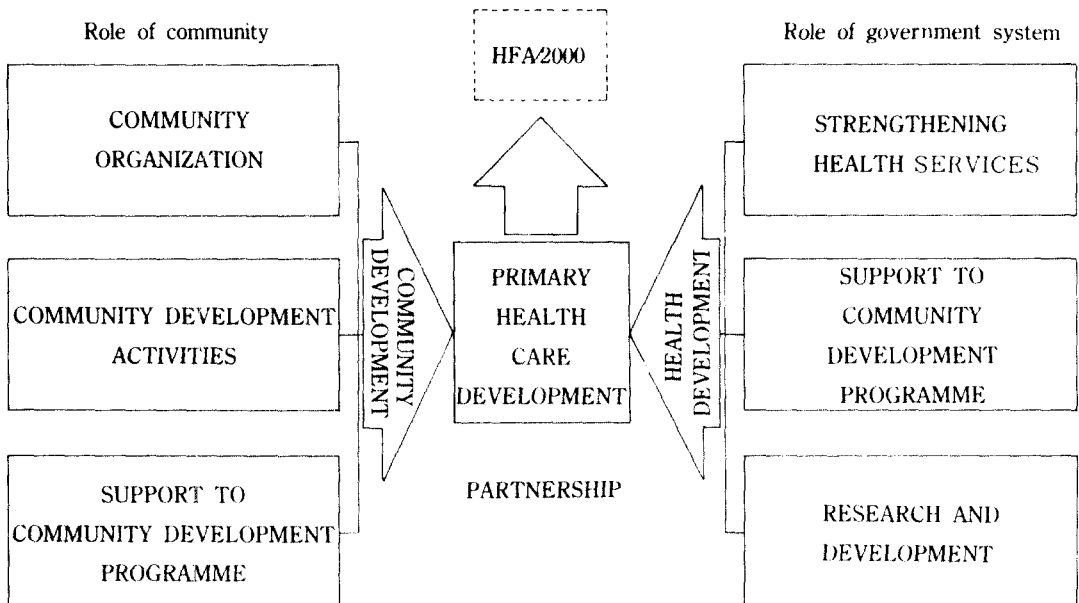 Role of community
COMMUNITY
ORGANIZATION
COMMUNITY DEVELOPMENT
ACTIVITIES
SUPPORT TO
COMMUNITY DEVELOPMENT
PROGRAMME
COMMUNITY
DEVELOPMENT
HFA/2000
PRIMARY
HEALTH
CARE
DEVELOPMENT
PARTNERSHIP
HEALTH
DEVELOPMENT
Role of government system
STRENGTHENING
HEALTH SERVICES
SUPPORT TO
COMMUNITY
DEVELOPMENT
PROGRAMME
RESEARCH AND
DEVELOPMENT